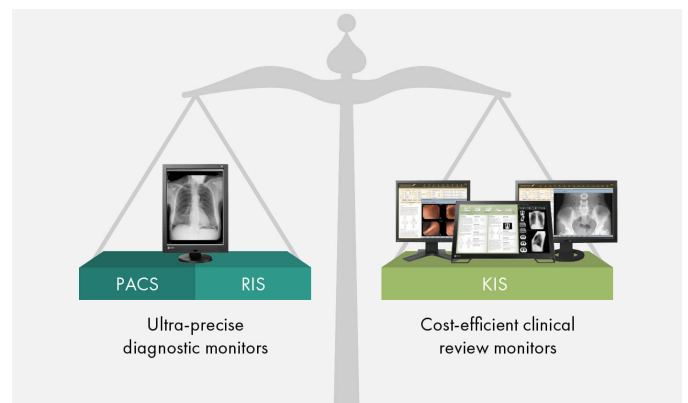 PACS
RIS
KIS
Ultra-precise
diagnostic monitors
Cost-efficient clinical
review monitors